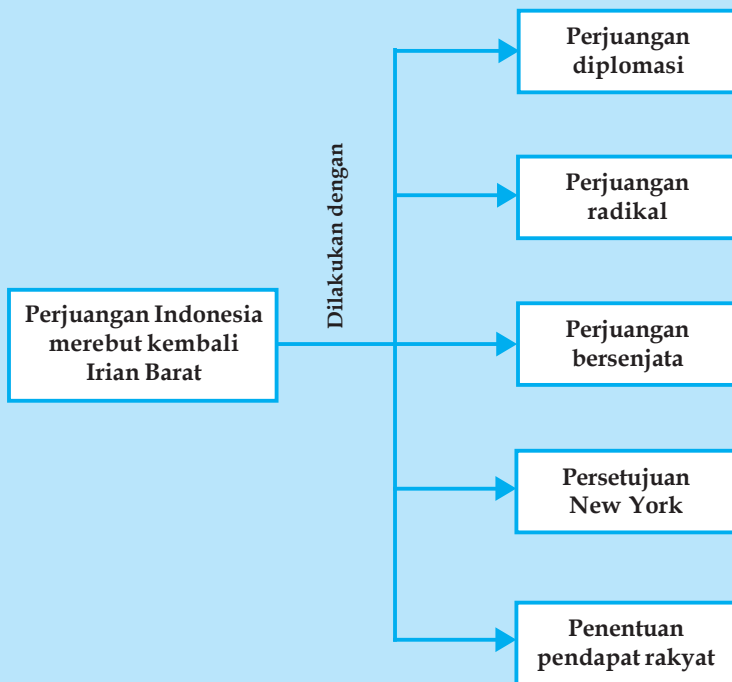 Perjuangan Indonesia
merebut kembali
Irian Barat
Dilakukan dengan
Perjuangan
diplomasi
Perjuangan
radikal
Perjuangan
bersenjata
Persetujuan
New York
Penentuan
pendapat rakyat